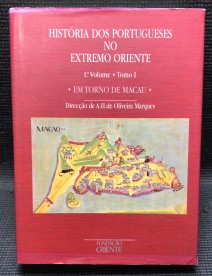 HISTÓRIA DOS PORTUGUESES
NO
EXTREMO ORIENTE
1.º Volume • Tomo I
• EM TORNO DE MACAU •
Direcção de A.H. de Oliveira Marques
MACAO
FUNDAÇÃO
ORIENTE